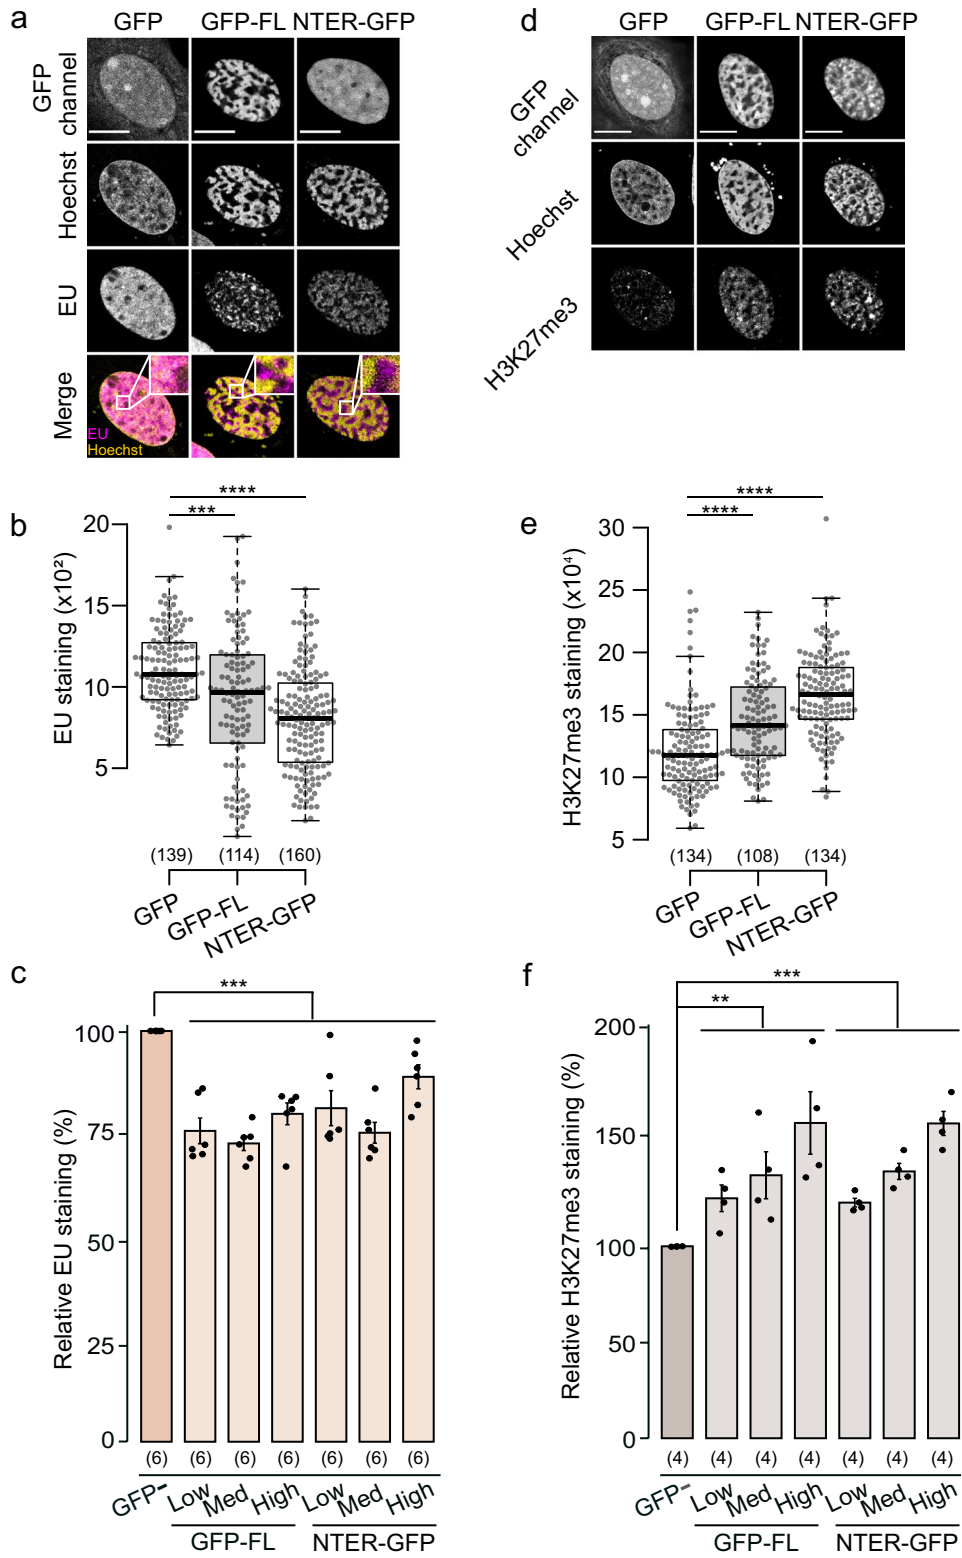 a
GFP GFP-FL NTER-GFP
GFP
channel
Hoechst
EU
Merge
EU
Hoechst
d
GFP GFP-FL NTER-GFP
GFP
channel
Hoechst
H3K27me3
b
EU staining (x10²)
20
15
10
5
****
***
(139) (114) (160)
GFP
GFP-FL
NTER-GFP
e
H3K27me3 staining (x10⁴)
30
25
20
15
10
5
****
****
(134) (108) (134)
GFP
GFP-FL
NTER-GFP
c
Relative EU staining (%)
100
75
50
25
0
***
(6) (6) (6) (6) (6) (6) (6)
GFP- Low Med High Low Med High
GFP-FL NTER-GFP
f
Relative H3K27me3 staining (%)
200
150
100
50
0
***
**
(4) (4) (4) (4) (4) (4) (4)
GFP- Low Med High Low Med High
GFP-FL NTER-GFP